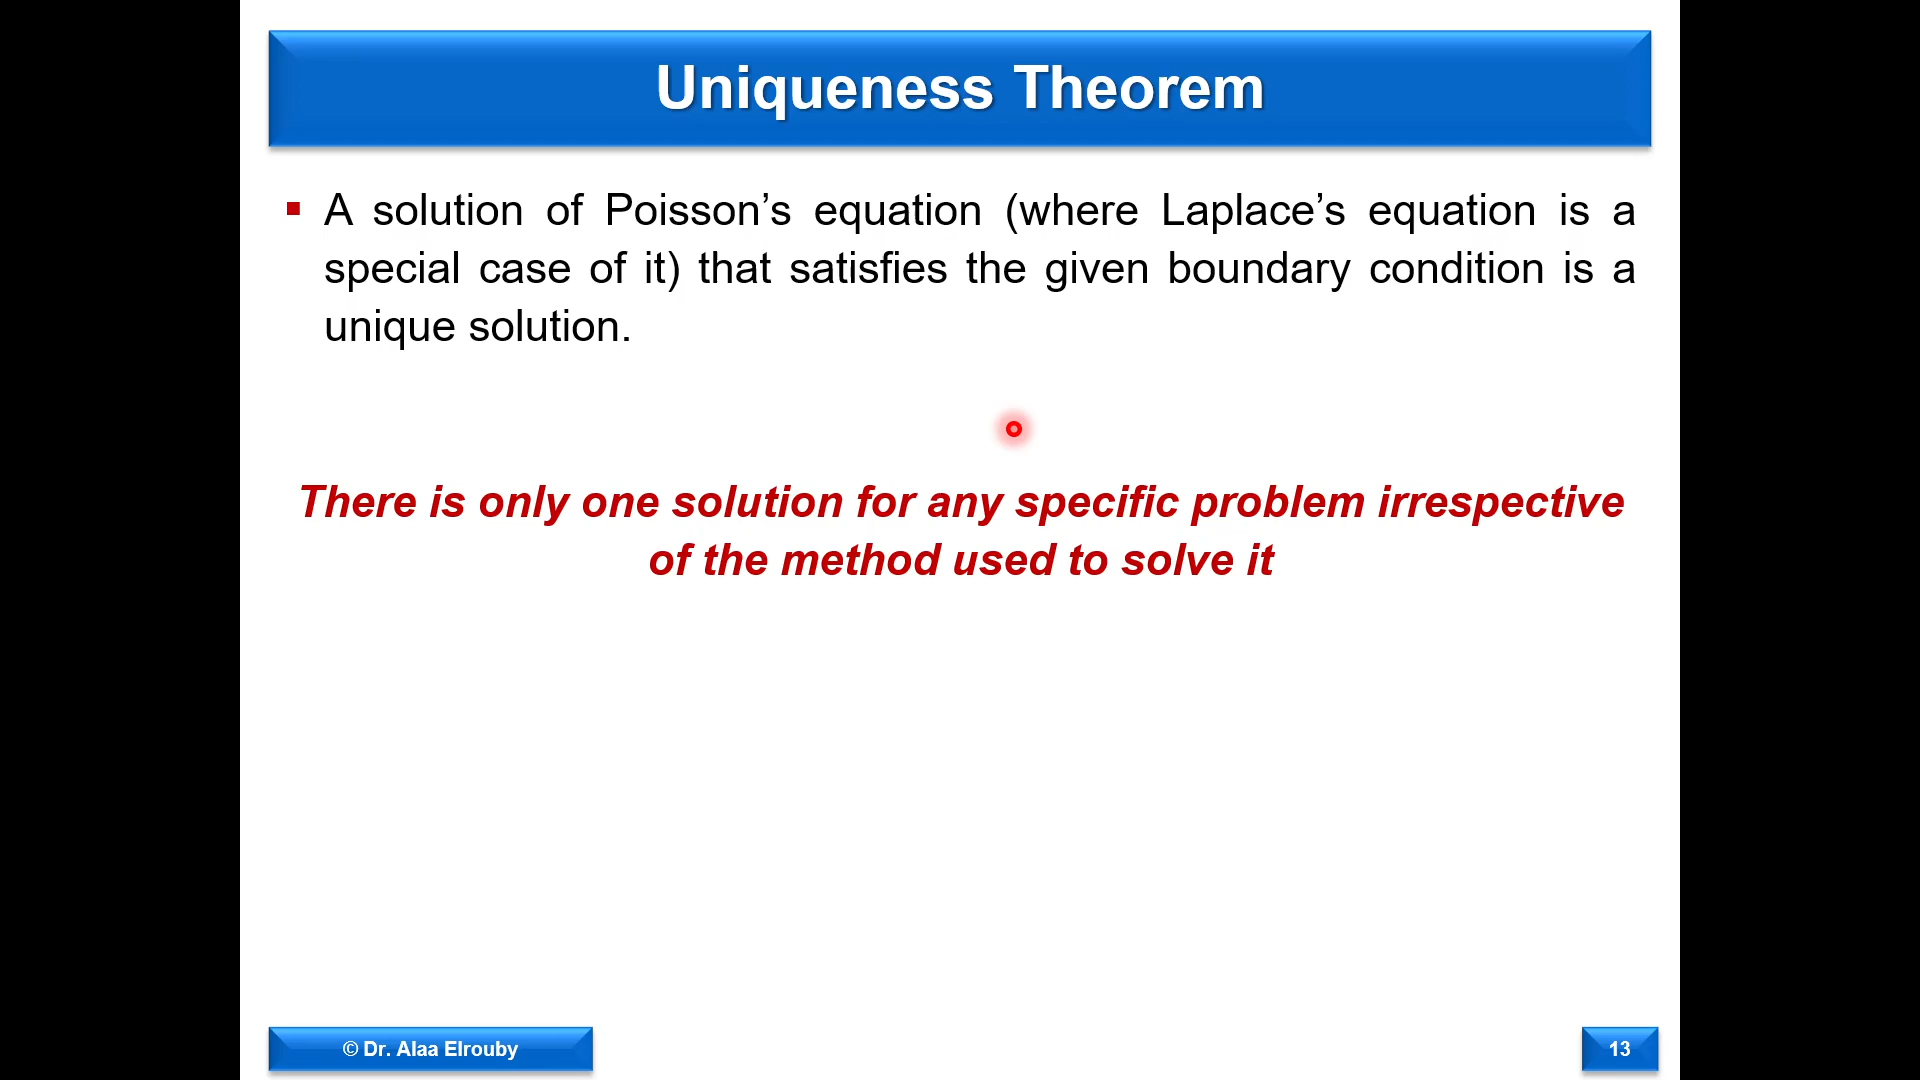 Uniqueness Theorem
▪ A solution of Poisson’s equation (where Laplace’s equation is a
special case of it) that satisfies the given boundary condition is a
unique solution.
There is only one solution for any specific problem irrespective
of the method used to solve it
© Dr. Alaa Elrouby
13